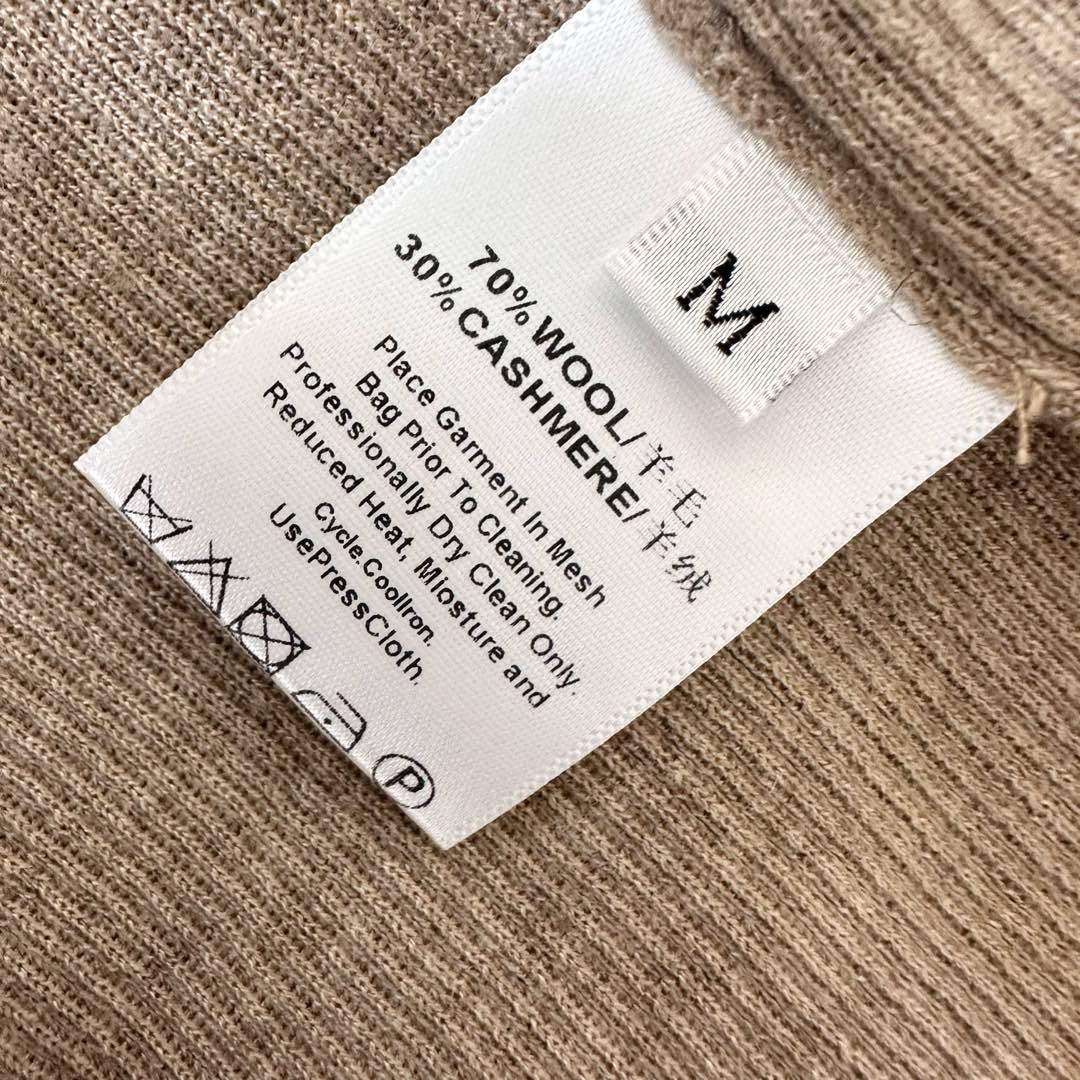 M
70%WOOL/羊毛
30%CASHMERE/羊绒
Place Garment In Mesh
Bag Prior To Cleaning.
Professionally Dry Clean Only.
Reduced Heat, Miosture and
Cycle.CoolIron.
UsePressCloth.
P